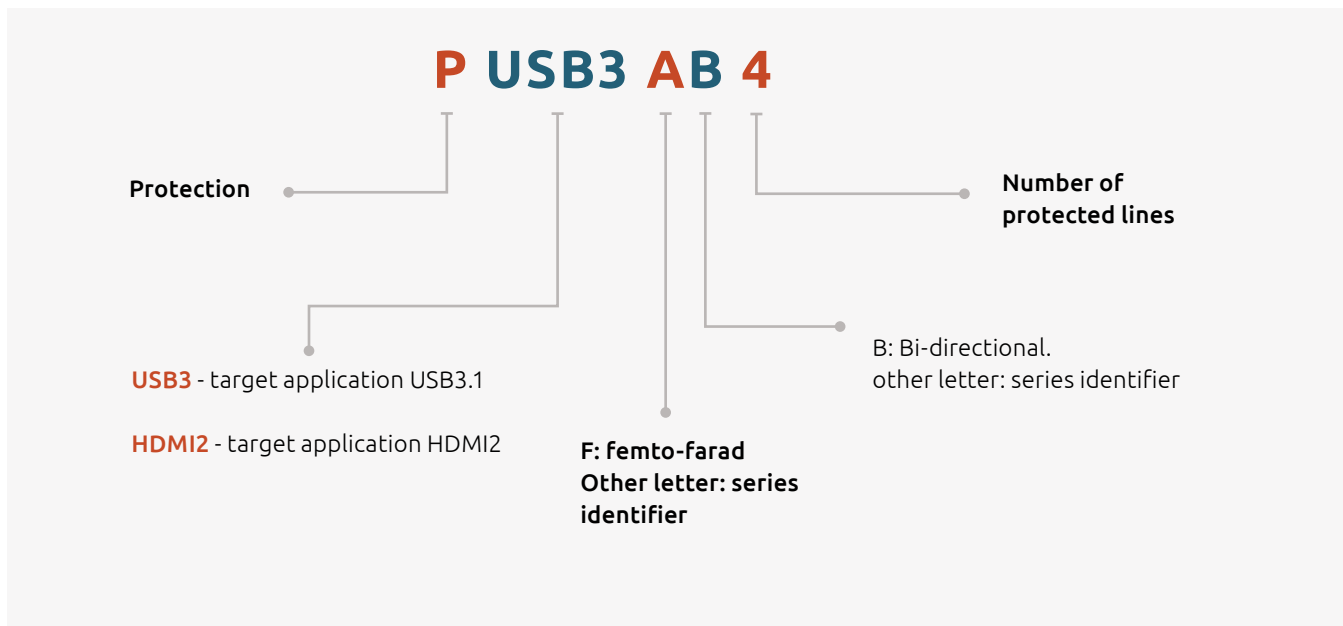 P USB3 AB 4
Protection
Number of
protected lines
USB3 - target application USB3.1
HDMI2 - target application HDMI2
F: femto-farad
Other letter: series
identifier
B: Bi-directional.
other letter: series identifier